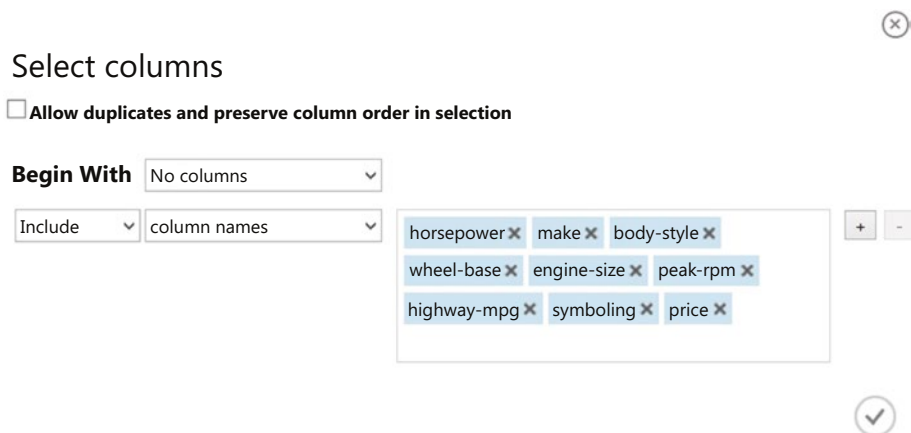 Select columns
Allow duplicates and preserve column order in selection
Begin With No columns
Include column names
horsepower make body-style
wheel-base engine-size peak-rpm
highway-mpg symboling price
+ -